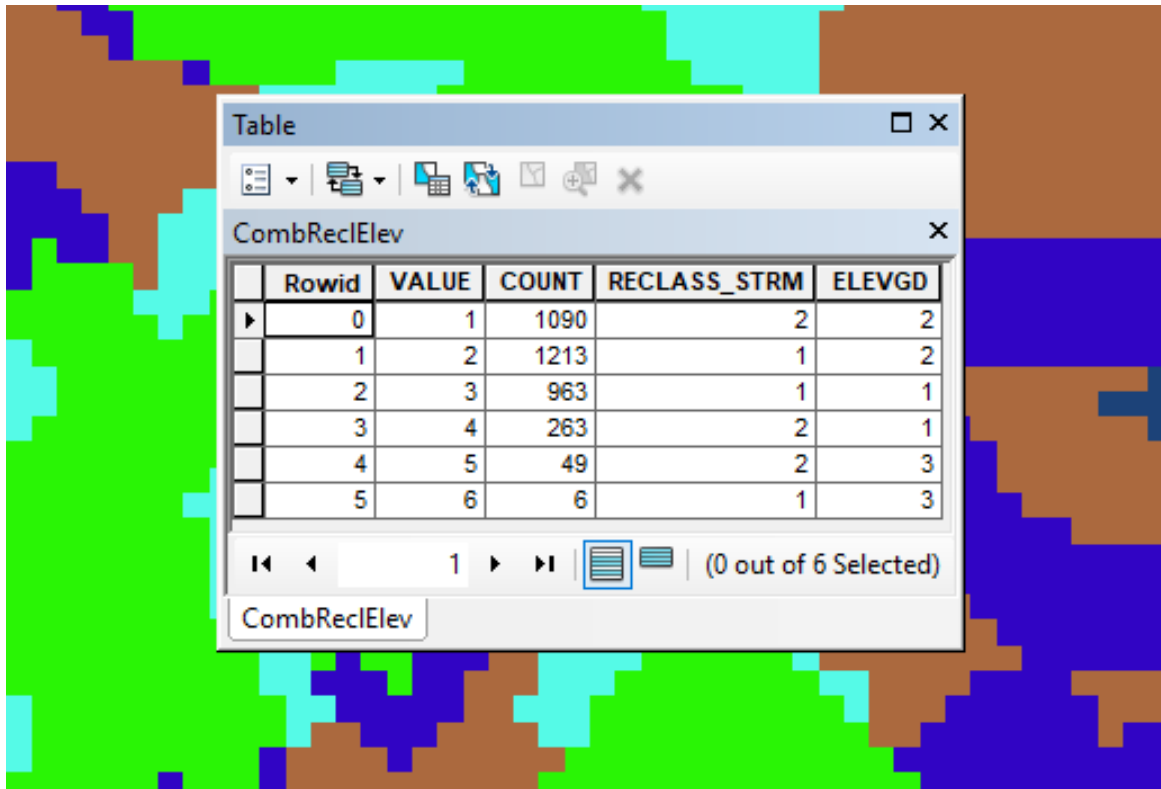 Table
CombReclElev
Rowid VALUE COUNT RECLASS_STRM ELEVGD
0 1 1090 2 2
1 2 1213 1 2
2 3 963 1 1
3 4 263 2 1
4 5 49 2 3
5 6 6 1 3
1 (0 out of 6 Selected)
CombReclElev